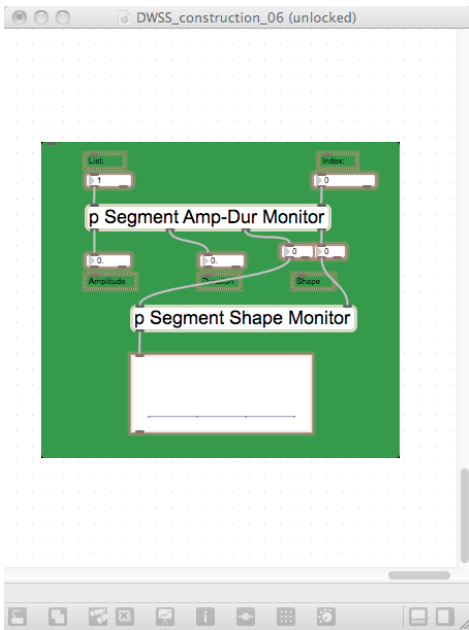 DWSS_construction_06 (unlocked)
List:
Index:
1
0
p Segment Amp-Dur Monitor
0.
0.
0
0
Amplitude
Duration
Shape
p Segment Shape Monitor